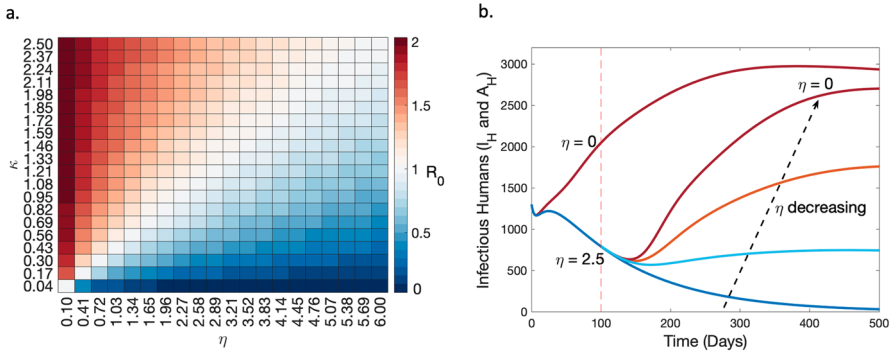 a.
κ
2.50
2.37
2.24
2.11
1.98
1.85
1.72
1.59
1.46
1.33
1.21
1.08
0.95
0.82
0.69
0.56
0.43
0.30
0.17
0.04
0.10 0.41 0.72 1.03 1.34 1.65 1.96 2.27 2.58 2.89 3.21 3.52 3.83 4.14 4.45 4.76 5.07 5.38 5.69 6.00
η
2
1.5
1
0.5
0
R0
b.
Infectious Humans (IH and AH)
3000
2500
2000
1500
1000
500
0
η = 0
η = 0
η decreasing
η = 2.5
0 100 200 300 400 500
Time (Days)